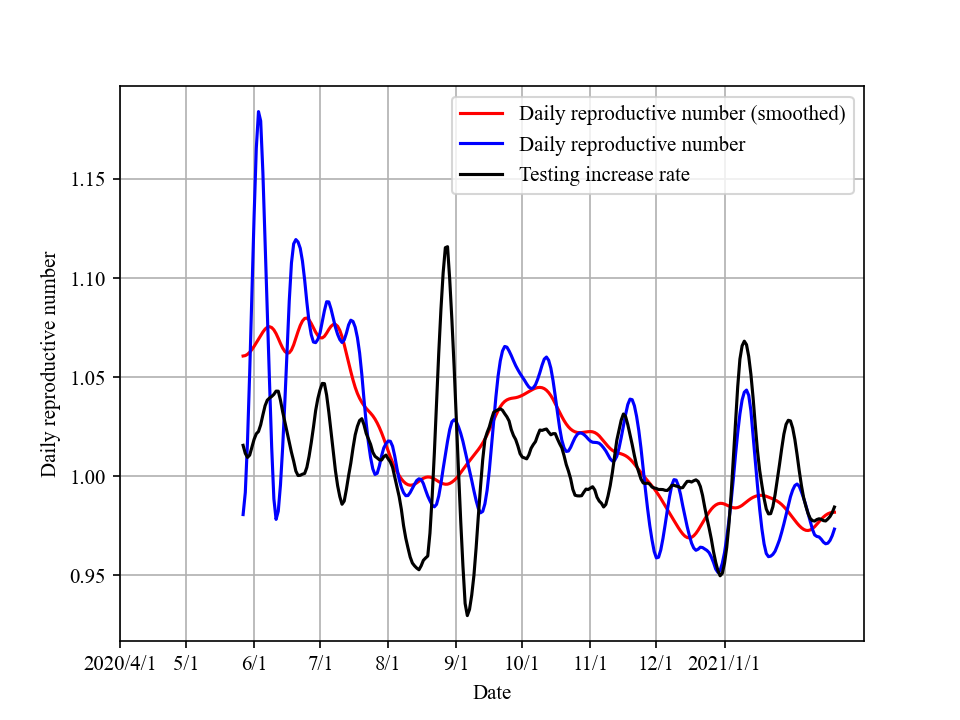 Daily reproductive number (smoothed)
Daily reproductive number
Testing increase rate
Daily reproductive number
1.15
1.10
1.05
1.00
0.95
2020/4/1 5/1 6/1 7/1 8/1 9/1 10/1 11/1 12/1 2021/1/1
Date